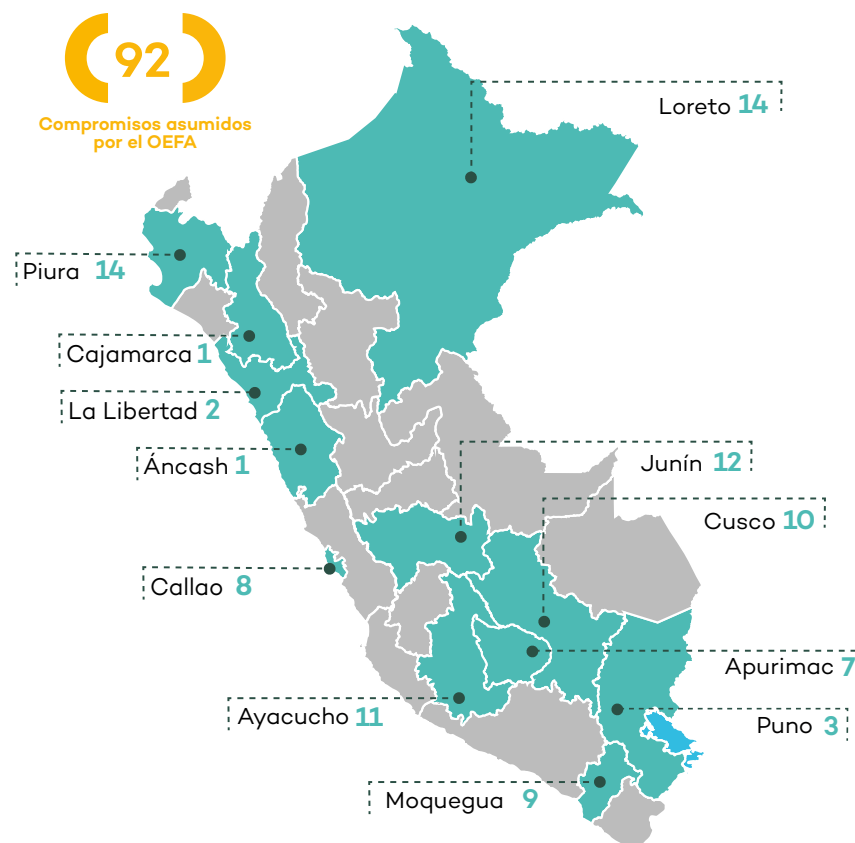 92
Compromisos asumidos
por el OEFA
Loreto 14
Piura 14
Cajamarca 1
La Libertad 2
Áncash 1
Junín 12
Cusco 10
Callao 8
Apurimac 7
Ayacucho 11
Puno 3
Moquegua 9